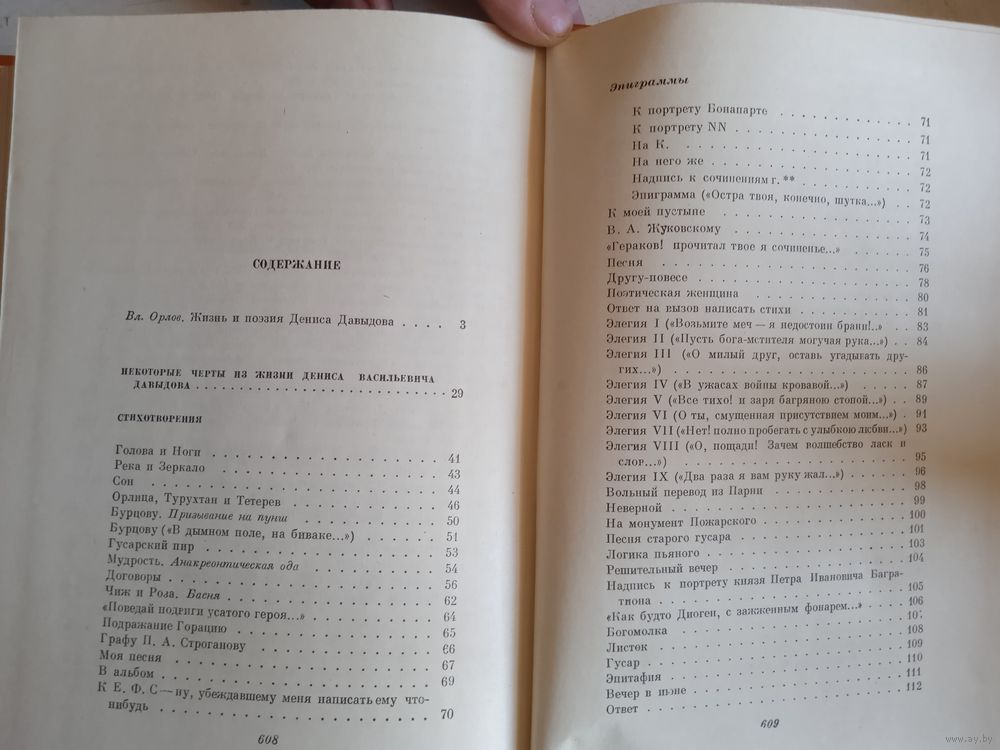 СОДЕРЖАНИЕ
Вл. Орлов. Жизнь и поэзия Дениса Давыдова . . . . 3
НЕКОТОРЫЕ ЧЕРТЫ ИЗ ЖИЗНИ ДЕНИСА ВАСИЛЬЕВИЧА
ДАВЫДОВА . . . . . . . . . . 29
СТИХОТВОРЕНИЯ
Голова и Ноги . . . . . . . . . . 41
Река и Зеркало . . . . . . . . . . 43
Сон . . . . . . . . . . 44
Орлица, Турухтан и Тетерев . . . . . . . . . . 46
Бурцову. Призывание на пунш . . . . . . . . . . 50
Бурцову («В дымном поле, на биваке...») . . . . . 51
Гусарский пир . . . . . . . . . . 53
Мудрость. Анакреонтическая ода . . . . . . . . . . 54
Договоры . . . . . . . . . . 56
Чиж и Роза. Басня . . . . . . . . . . 62
«Поведай подвиги усатого героя...» . . . . . . . . 64
Подражание Горацию . . . . . . . . . . 65
Графу П. А. Строганову . . . . . . . . . . 66
Моя песня . . . . . . . . . . 67
В альбом . . . . . . . . . . 69
К Е. Ф. С—ну, убеждавшему меня написать ему что-
нибудь . . . . . . . . . . 70
608
Эпиграммы
К портрету Бонапарте . . . . . . . . . . 71
К портрету NN . . . . . . . . . . 71
На К. . . . . . . . . . . 71
На него же . . . . . . . . . . 72
Надпись к сочинениям г. ** . . . . . . . . 72
Эпиграмма («Остра твоя, конечно, шутка...») . . 72
К моей пустыне . . . . . . . . . . 73
В. А. Жуковскому . . . . . . . . . . 74
«Гераков! прочитал твое я сочиненье...» . . . . . 75
Песня . . . . . . . . . . 76
Другу-повесе . . . . . . . . . . 78
Поэтическая женщина . . . . . . . . . . 80
Ответ на вызов написать стихи . . . . . . . . 81
Элегия I («Возьмите меч — я недостоин брани!..» . . 83
Элегия II («Пусть бога-мстителя могучая рука...») . . 84
Элегия III («О милый друг, оставь угадывать дру-
гих...») . . . . . . . . . . 86
Элегия IV («В ужасах войны кровавой...») . . . . 87
Элегия V («Все тихо! и заря багряною стопой...») . . 89
Элегия VI (О ты, смущенная присутствием моим...») . 91
Элегия VII («Нет! полно пробегать с улыбкою любви...») 93
Элегия VIII («О, пощади! Зачем волшебство ласк и
слов...») . . . . . . . . . . 95
Элегия IX («Два раза я вам руку жал...») . . . . 96
Вольный перевод из Парни . . . . . . . . . . 98
Неверной . . . . . . . . . . 99
На монумент Пожарского . . . . . . . . . . 100
Песня старого гусара . . . . . . . . . . 101
Логика пьяного . . . . . . . . . . 103
Решительный вечер . . . . . . . . . . 104
Надпись к портрету князя Петра Ивановича Багра-
тиона . . . . . . . . . . 105
«Как будто Диоген, с зажженным фонарем...» . . . . 106
Богомолка . . . . . . . . . .
Листок . . . . . . . . . . 108
Гусар . . . . . . . . . . 109
Эпитафия . . . . . . . . . . 110
Вечер в июне . . . . . . . . . .
Ответ . . . . . . . . . . 112
609
www.ay.by